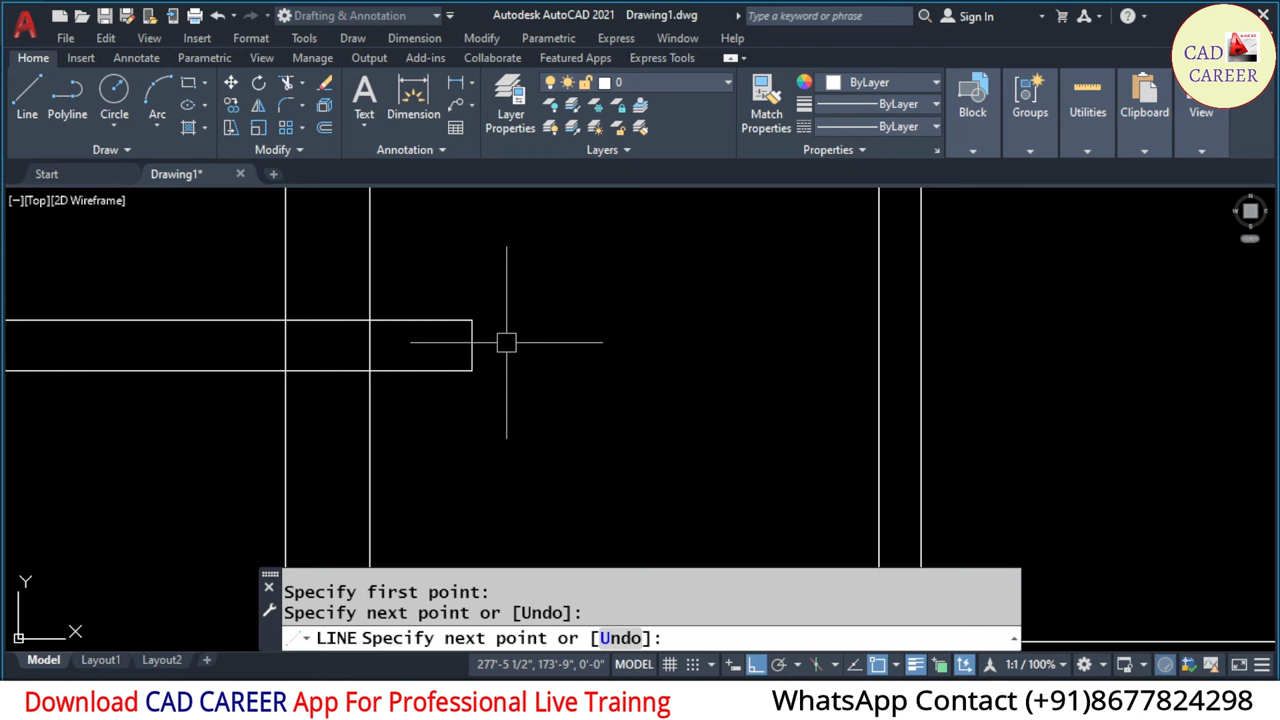 Drafting & Annotation
Autodesk AutoCAD 2021 Drawing1.dwg
Type a keyword or phrase
Sign In
File Edit View Insert Format Tools Draw Dimension Modify Parametric Express Window Help
Home Insert Annotate Parametric View Manage Output Add-ins Collaborate Featured Apps Express Tools
CAD
CAREER
0
ByLayer
ByLayer
ByLayer
Line Polyline Circle Arc
Text Dimension
Layer
Properties
Match
Properties
Block Groups Utilities Clipboard View
Draw Modify Annotation Layers Properties
Start Drawing1*
[−][Top][2D Wireframe]
N
W
E
S
Y
X
Specify first point:
Specify next point or [Undo]:
LINE Specify next point or [Undo]:
Model Layout1 Layout2 +
277'-5 1/2", 173'-9", 0'-0" MODEL 1:1 / 100%
Download CAD CAREER App For Professional Live Trainng
WhatsApp Contact (+91)8677824298